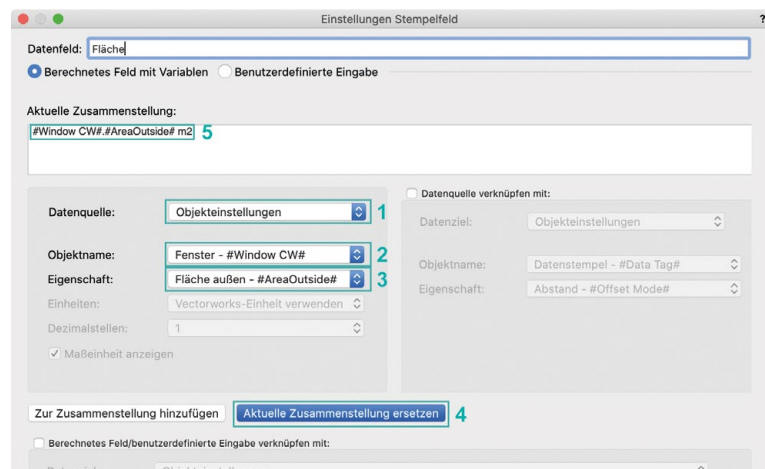 Einstellungen Stempelfeld ?
Datenfeld: Fläche
Berechnetes Feld mit Variablen Benutzerdefinierte Eingabe
Aktuelle Zusammenstellung:
#Window CW#.#AreaOutside# m2 5
Datenquelle verknüpfen mit:
Datenquelle: Objekteinstellungen 1
Datenziel: Objekteinstellungen
Objektname: Fenster - #Window CW# 2
Objektname: Datenstempel - #Data Tag#
Eigenschaft: Fläche außen - #AreaOutside# 3
Eigenschaft: Abstand - #Offset Mode#
Einheiten: Vectorworks-Einheit verwenden
Dezimalstellen: 1
Maßeinheit anzeigen
Zur Zusammenstellung hinzufügen Aktuelle Zusammenstellung ersetzen 4
Berechnetes Feld/benutzerdefinierte Eingabe verknüpfen mit: